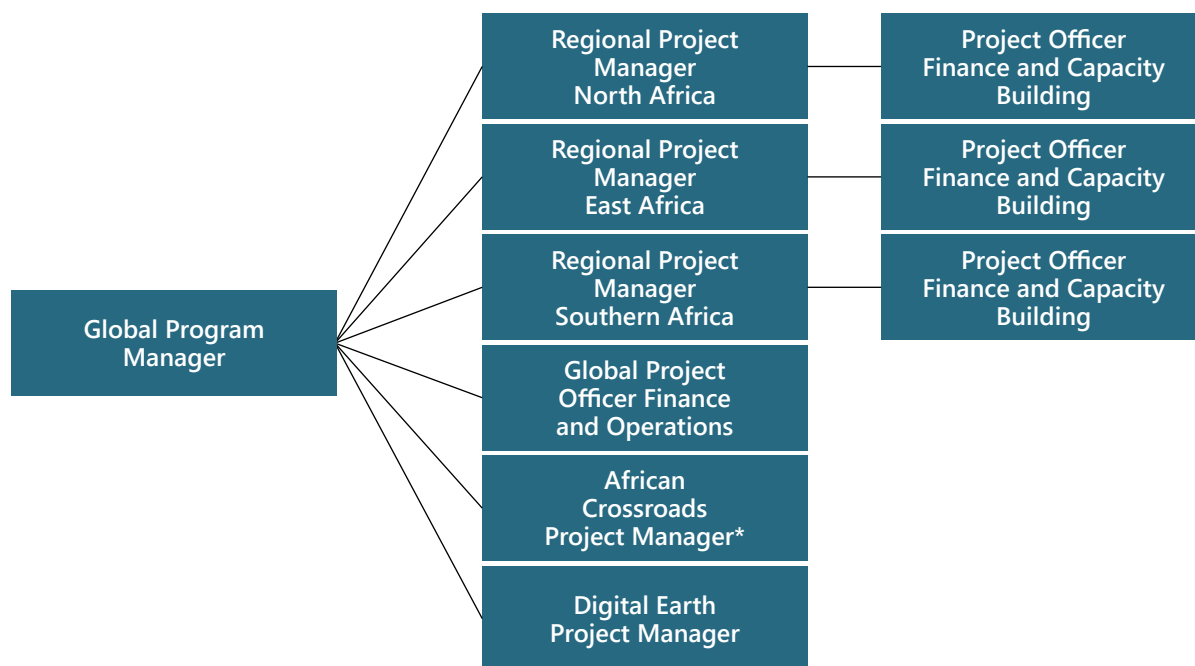 Global Program
Manager
Regional Project
Manager
North Africa
Project Officer
Finance and Capacity
Building
Regional Project
Manager
East Africa
Project Officer
Finance and Capacity
Building
Regional Project
Manager
Southern Africa
Project Officer
Finance and Capacity
Building
Global Project
Officer Finance
and Operations
African
Crossroads
Project Manager*
Digital Earth
Project Manager